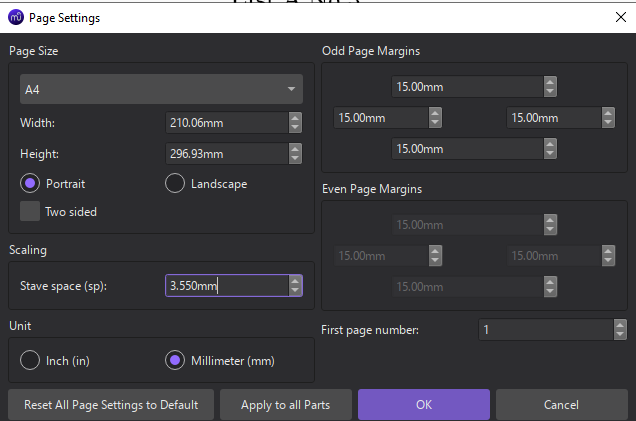 Page Settings
Page Size
A4
Width:
210.06mm
Height:
296.93mm
Portrait
Landscape
Two sided
Scaling
Stave space (sp):
3.550mm
Unit
Inch (in)
Millimeter (mm)
Odd Page Margins
15.00mm
15.00mm
15.00mm
15.00mm
Even Page Margins
15.00mm
15.00mm
15.00mm
15.00mm
First page number:
1
Reset All Page Settings to Default
Apply to all Parts
OK
Cancel